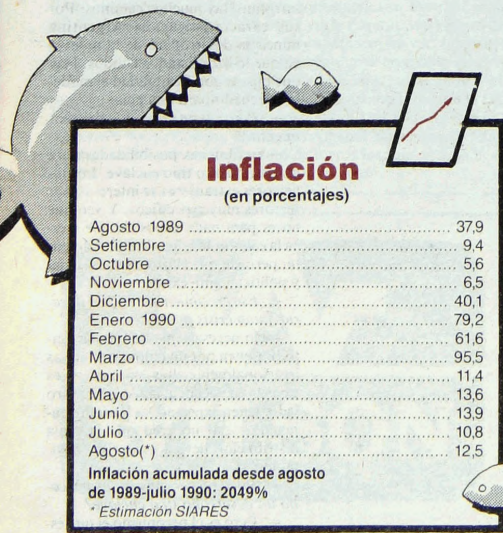 Inflación
(en porcentajes)
Agosto 1989 37,9
Setiembre 9,4
Octubre 5,6
Noviembre 6,5
Diciembre 40,1
Enero 1990 79,2
Febrero 61,6
Marzo 95,5
Abril 11,4
Mayo 13,6
Junio 13,9
Julio 10,8
Agosto(*) 12,5
Inflación acumulada desde agosto
de 1989-julio 1990: 2049%
* Estimación SIARES